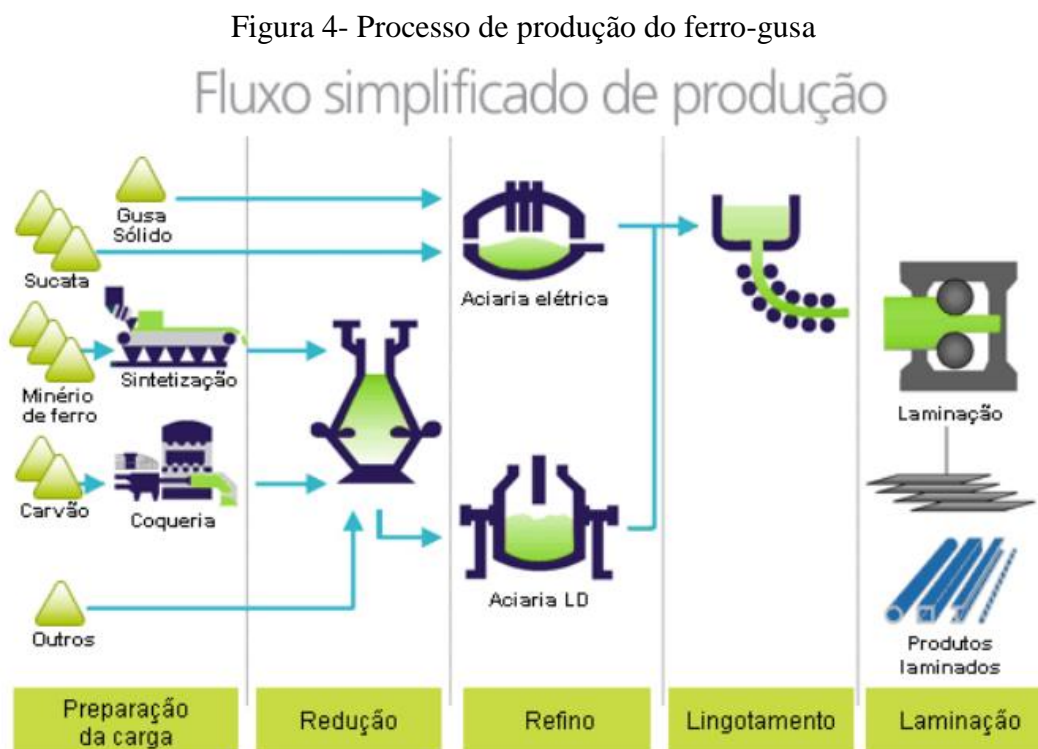 Figura 4- Processo de produção do ferro-gusa
Fluxo simplificado de produção
Gusa
Sólido
Sucata
Aciaria elétrica
Minério
de ferro
Sintetização
Laminação
Carvão
Coqueria
Aciaria LD
Outros
Produtos
laminados
Preparação
da carga
Redução
Refino
Lingotamento
Laminação